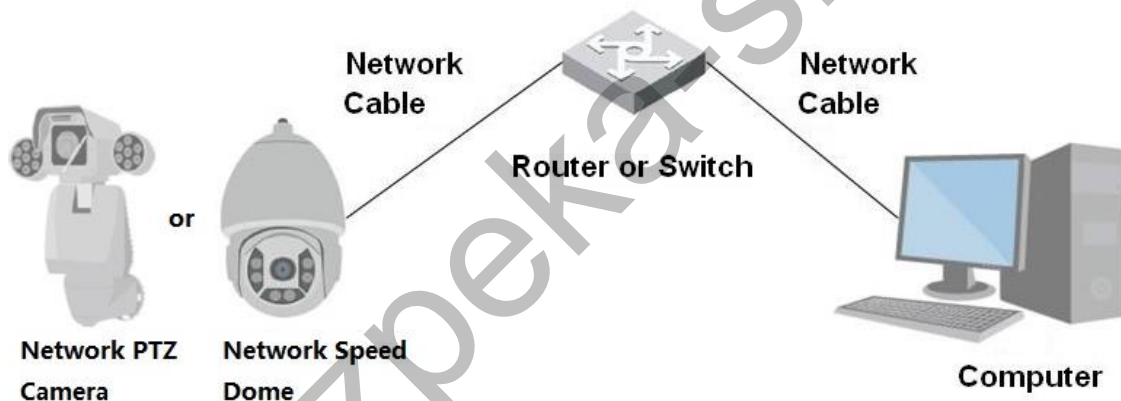 Network
Cable
Network
Cable
Router or Switch
or
Network PTZ
Camera
Network Speed
Dome
Computer